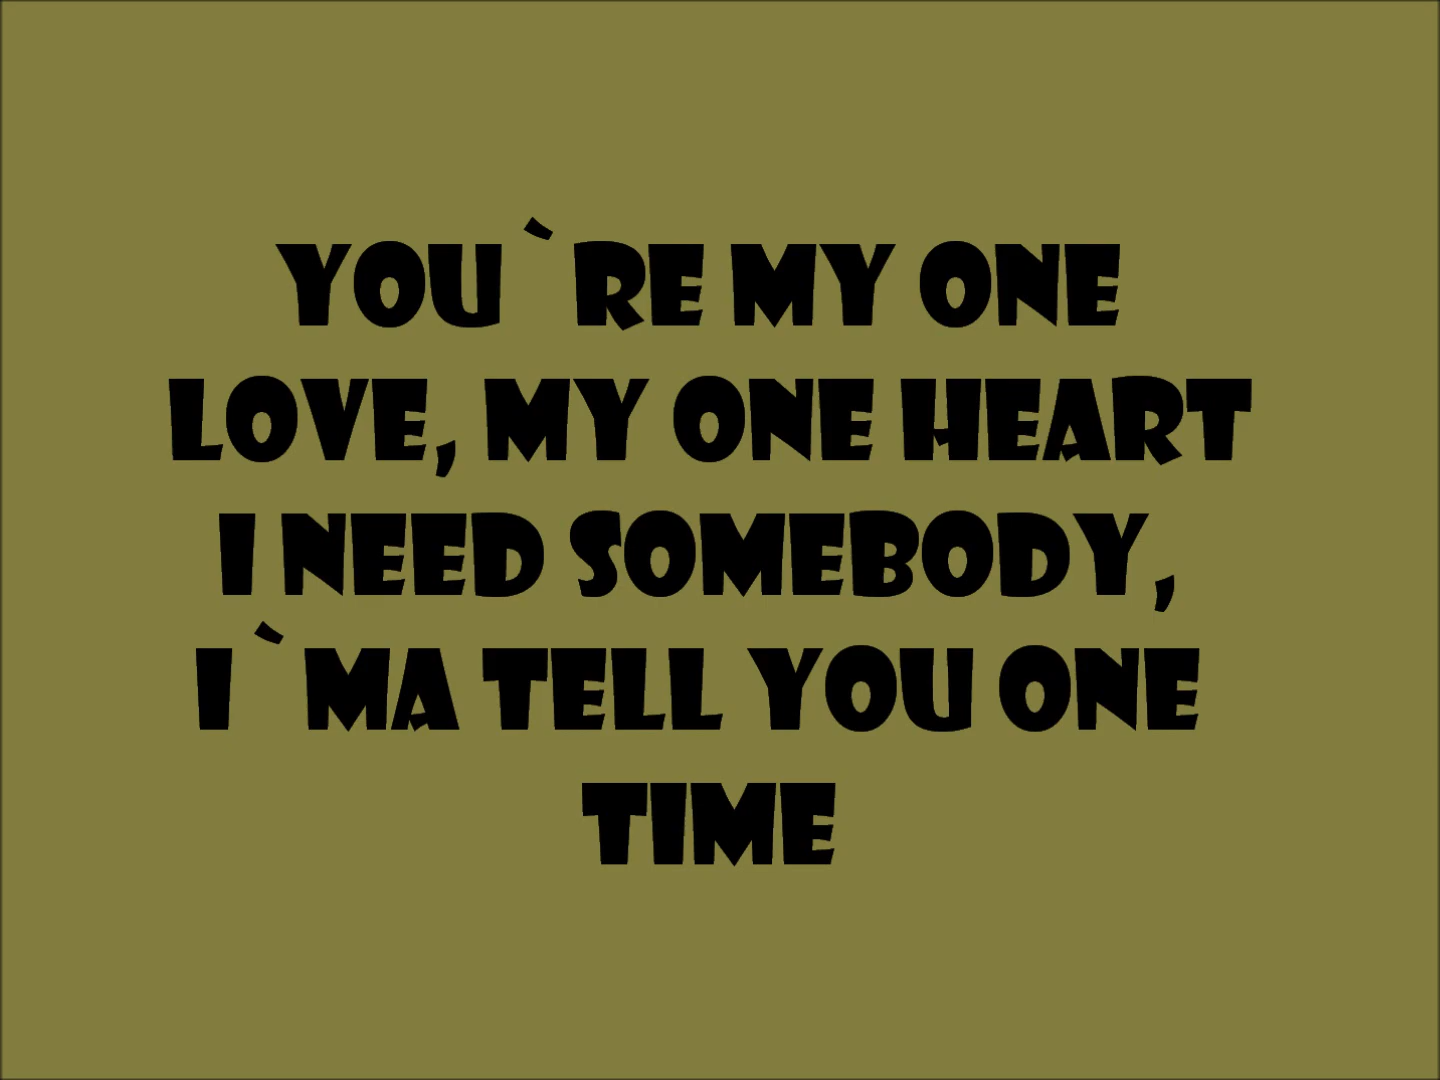 YOU`RE MY ONE
LOVE, MY ONE HEART
I NEED SOMEBODY,
I`MA TELL YOU ONE
TIME